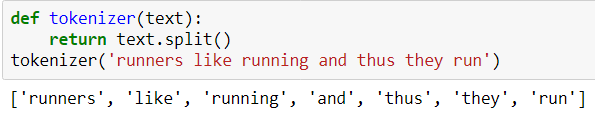 def tokenizer(text):
    return text.split()
tokenizer('runners like running and thus they run')
['runners', 'like', 'running', 'and', 'thus', 'they', 'run']